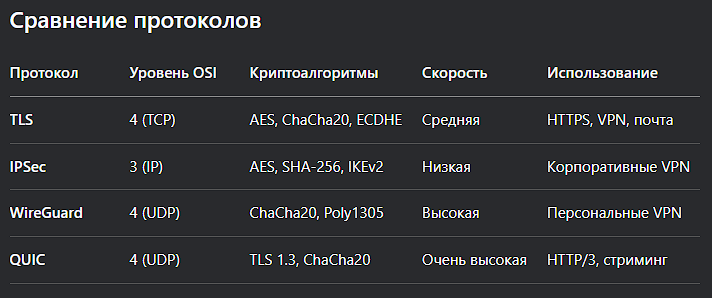 Сравнение протоколов
Протокол Уровень OSI Криптоалгоритмы Скорость Использование
TLS 4 (TCP) AES, ChaCha20, ECDHE Средняя HTTPS, VPN, почта
IPSec 3 (IP) AES, SHA-256, IKEv2 Низкая Корпоративные VPN
WireGuard 4 (UDP) ChaCha20, Poly1305 Высокая Персональные VPN
QUIC 4 (UDP) TLS 1.3, ChaCha20 Очень высокая HTTP/3, стриминг